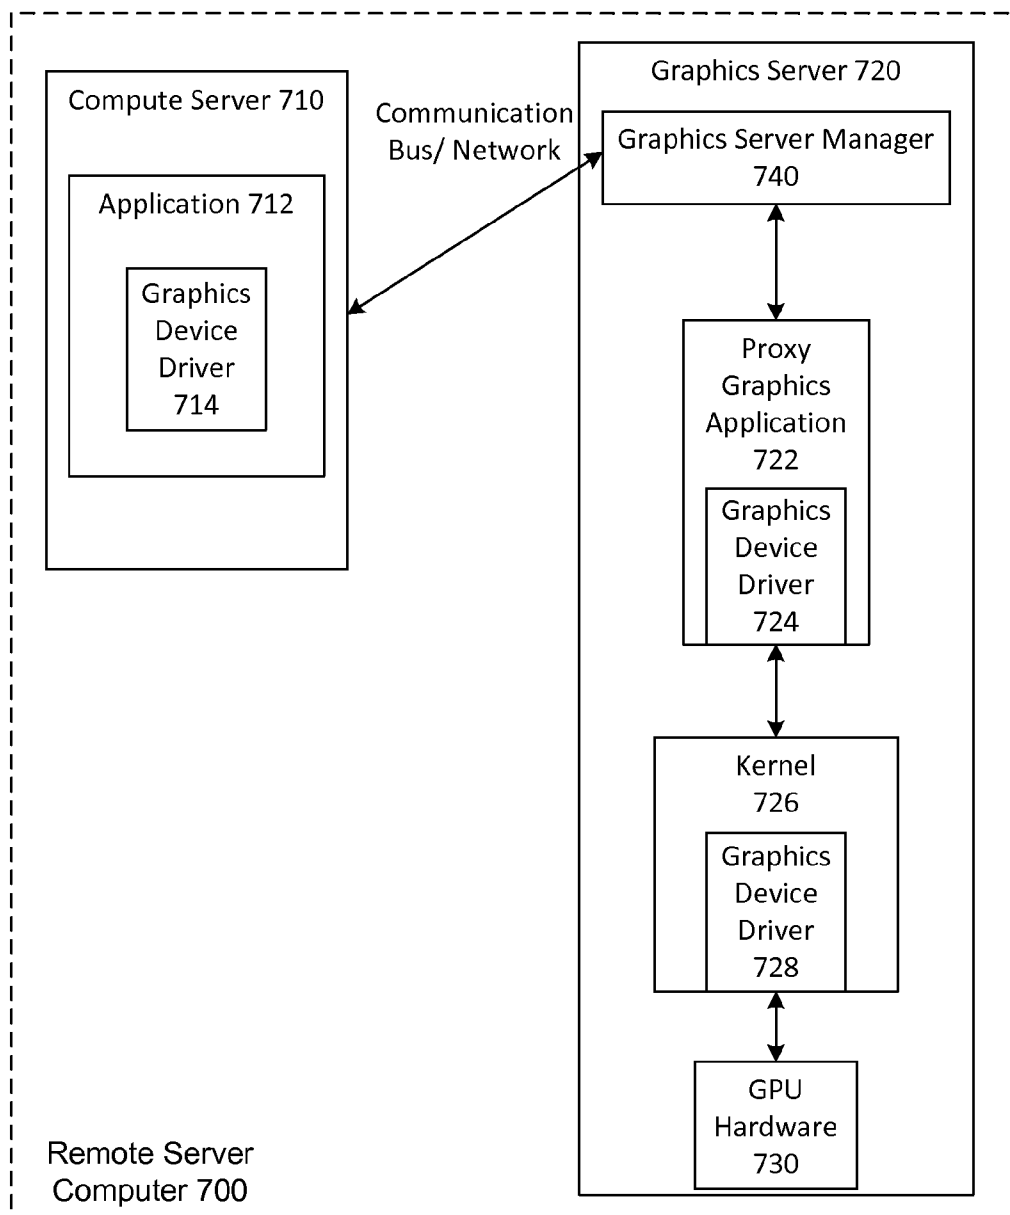 Compute Server 710
Application 712
Graphics
Device
Driver
714
Communication
Bus/ Network
Graphics Server 720
Graphics Server Manager
740
Proxy
Graphics
Application
722
Graphics
Device
Driver
724
Kernel
726
Graphics
Device
Driver
728
GPU
Hardware
730
Remote Server
Computer 700